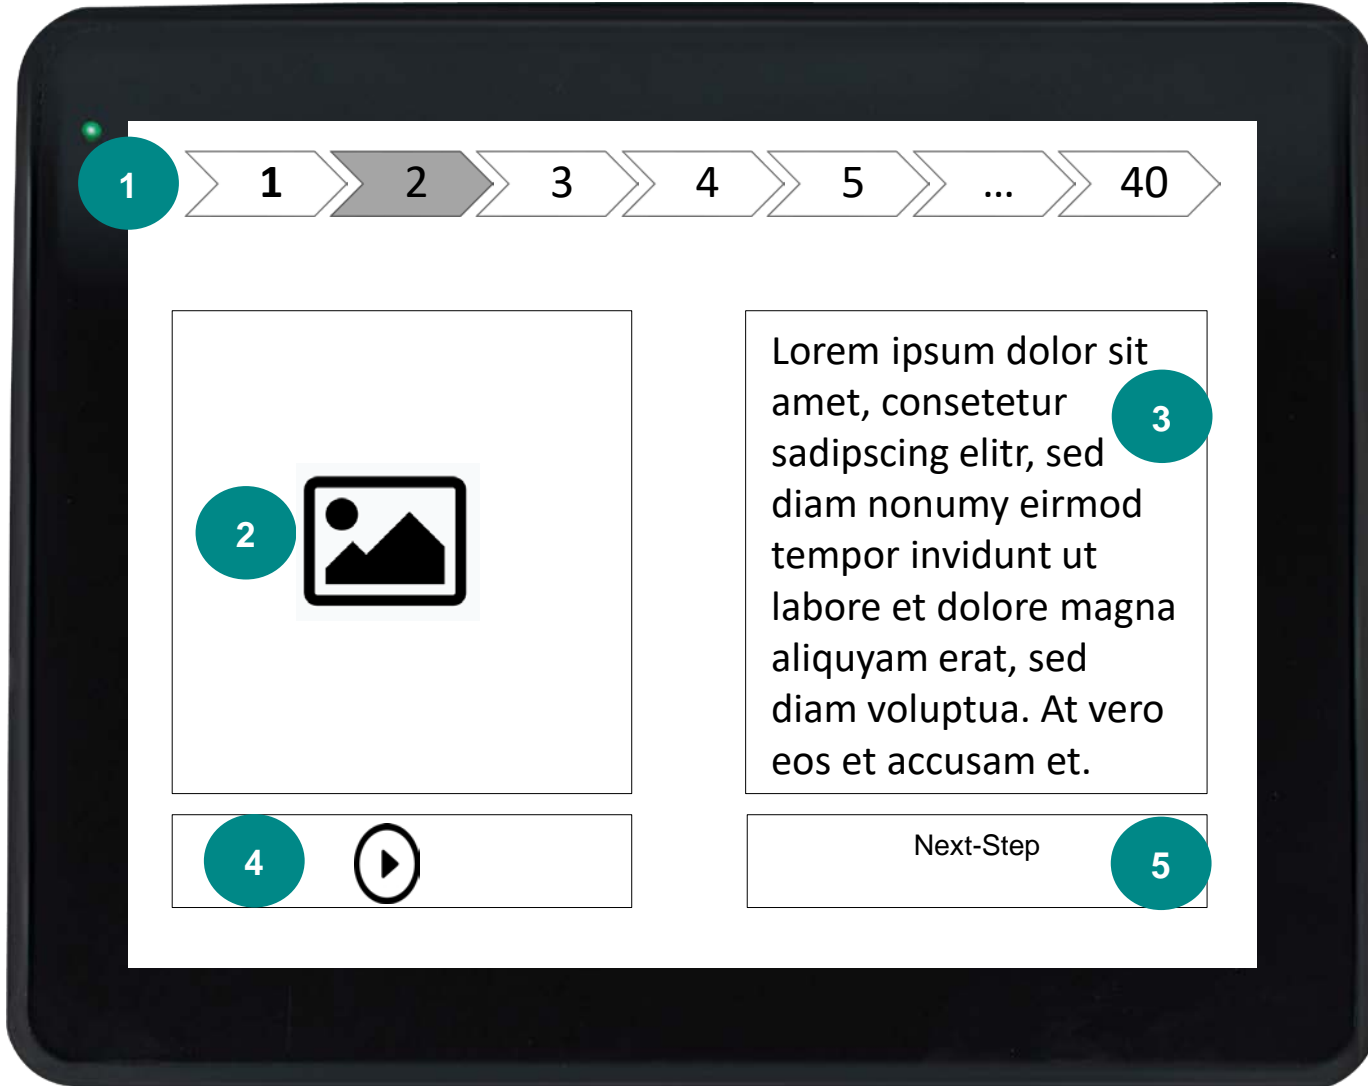 1
1 2 3 4 5 ... 40
Lorem ipsum dolor sit
amet, consetetur
3
sadipscing elitr, sed
diam nonumy eirmod
2
tempor invidunt ut
labore et dolore magna
aliquyam erat, sed
diam voluptua. At vero
eos et accusam et.
4
Next-Step
5